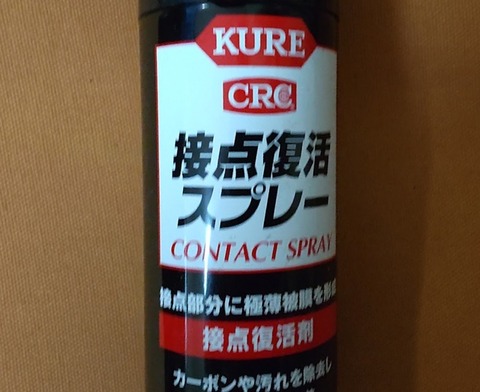 KURE
CRC
接点復活
スプレー
CONTACT SPRAY
接点部分に極薄被膜を形成
接点復活剤
カーボンや汚れを除去し